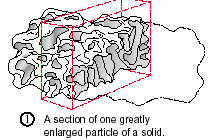 1 A section of one greatly
enlarged particle of a solid.